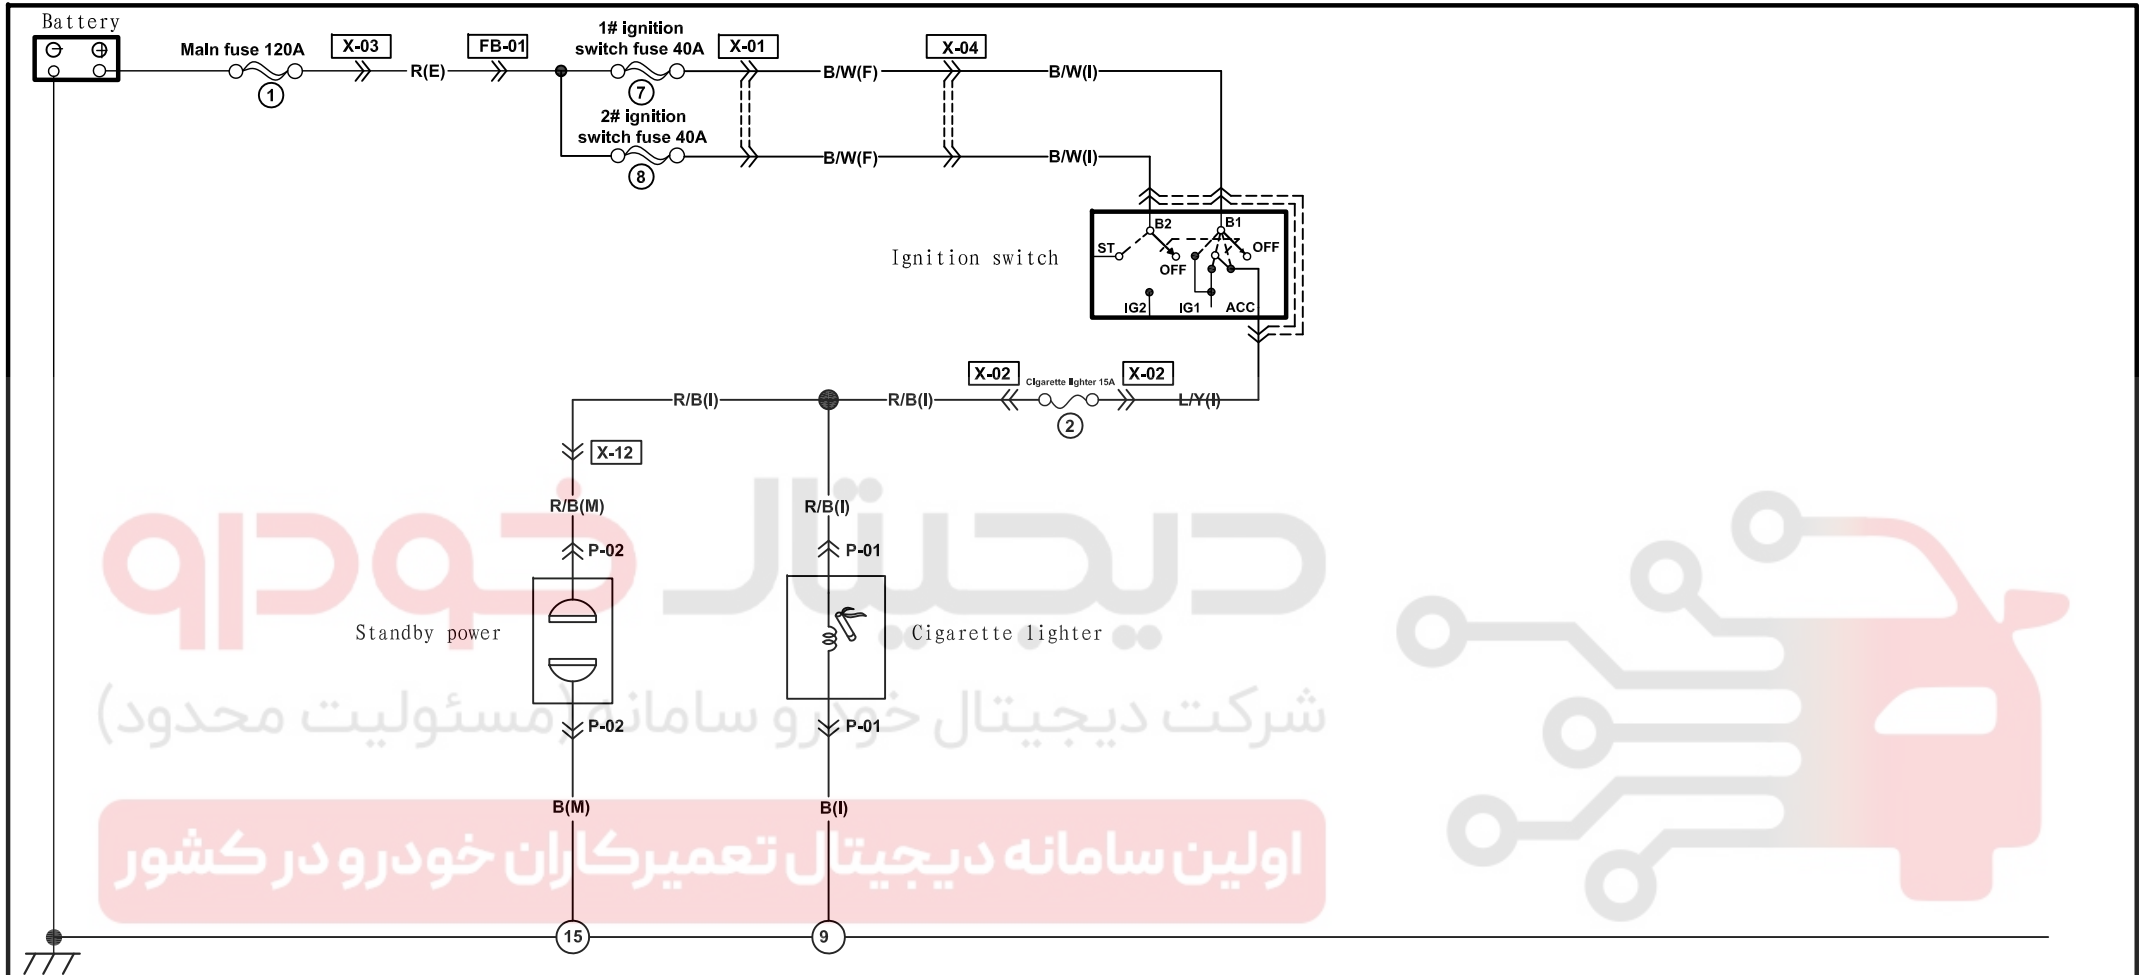 Battery
MaIn fuse 120A
X-03
R(E)
FB-01
1# ignition
switch fuse 40A
X-01
B/W(F)
X-04
B/W(I)
1
7
2# ignition
switch fuse 40A
B/W(F)
B/W(I)
8
Ignition switch
B2
B1
ST
OFF
OFF
IG2
IG1
ACC
X-02
CIgarette lIghter 15A
X-02
R/B(I)
R/B(I)
L/Y(I)
2
X-12
R/B(M)
R/B(I)
P-02
P-01
Standby power
Cigarette lighter
P-02
P-01
B(M)
B(I)
15
9
دیجیتال خودرو
شرکت دیجیتال خودرو سامانه (مسئولیت محدود)
اولین سامانه دیجیتال تعمیرکاران خودرو در کشور